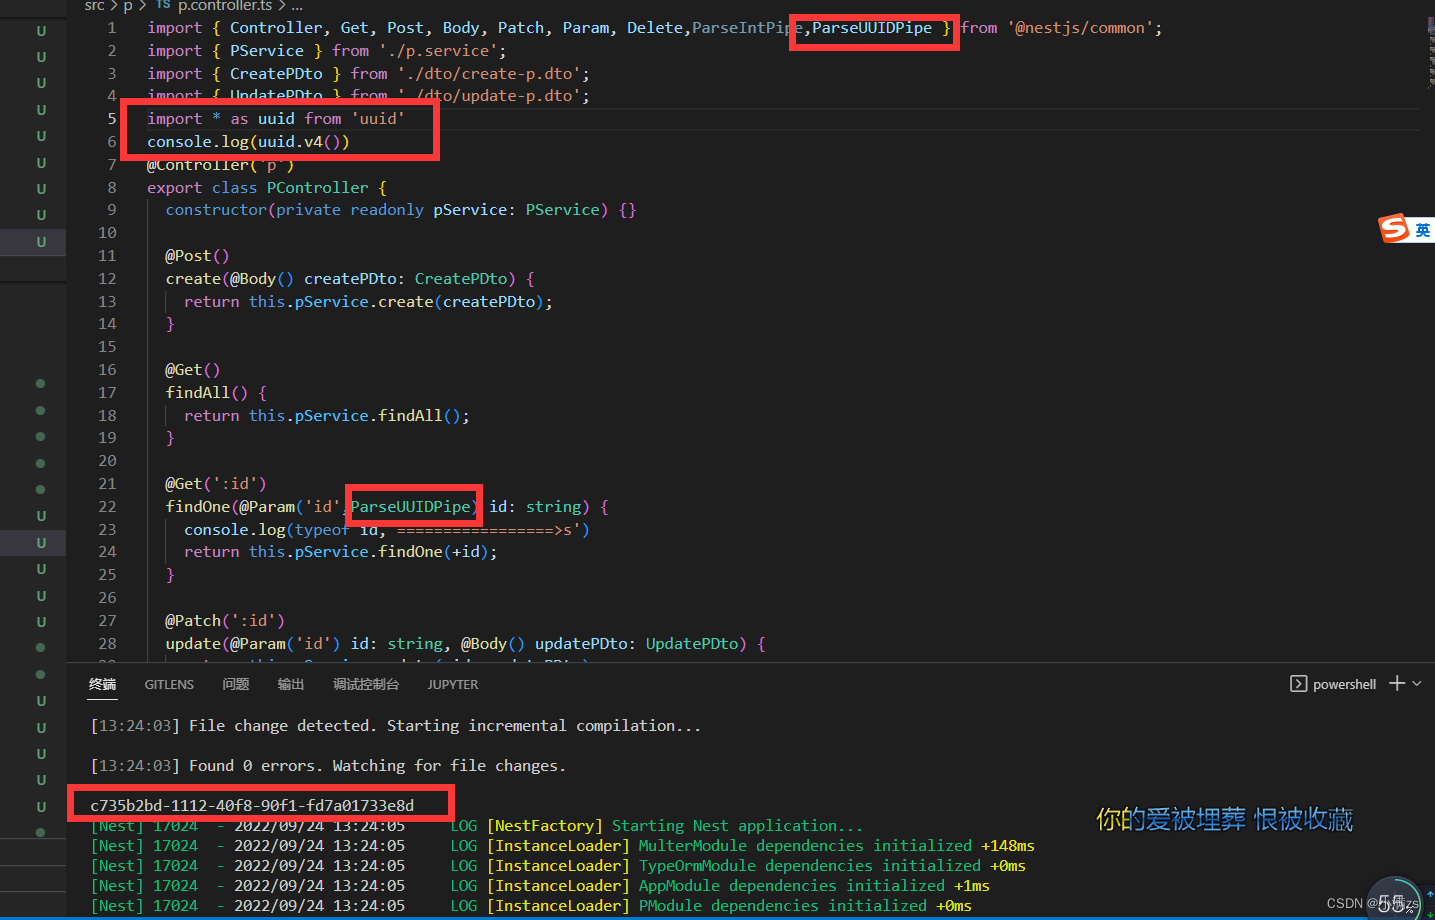 src > p > TS p.controller.ts > ...
1 import { Controller, Get, Post, Body, Patch, Param, Delete,ParseIntPipe,ParseUUIDPipe } from '@nestjs/common';
2 import { PService } from './p.service';
3 import { CreatePDto } from './dto/create-p.dto';
4 import { UpdatePDto } from './dto/update-p.dto';
5 import * as uuid from 'uuid'
6 console.log(uuid.v4())
7 @Controller('p')
8 export class PController {
9 constructor(private readonly pService: PService) {}
10
11 @Post()
12 create(@Body() createPDto: CreatePDto) {
13 return this.pService.create(createPDto);
14 }
15
16 @Get()
17 findAll() {
18 return this.pService.findAll();
19 }
20
21 @Get(':id')
22 findOne(@Param('id',ParseUUIDPipe) id: string) {
23 console.log(typeof id, =================>s')
24 return this.pService.findOne(+id);
25 }
26
27 @Patch(':id')
28 update(@Param('id') id: string, @Body() updatePDto: UpdatePDto) {
终端 GITLENS 问题 输出 调试控制台 JUPYTER powershell
[13:24:03] File change detected. Starting incremental compilation...
[13:24:03] Found 0 errors. Watching for file changes.
c735b2bd-1112-40f8-90f1-fd7a01733e8d
[Nest] 17024 - 2022/09/24 13:24:05 LOG [NestFactory] Starting Nest application...
[Nest] 17024 - 2022/09/24 13:24:05 LOG [InstanceLoader] MulterModule dependencies initialized +148ms
[Nest] 17024 - 2022/09/24 13:24:05 LOG [InstanceLoader] TypeOrmModule dependencies initialized +0ms
[Nest] 17024 - 2022/09/24 13:24:05 LOG [InstanceLoader] AppModule dependencies initialized +1ms
[Nest] 17024 - 2022/09/24 13:24:05 LOG [InstanceLoader] PModule dependencies initialized +0ms
英
你的爱被埋葬 恨被收藏
CSDN
55%